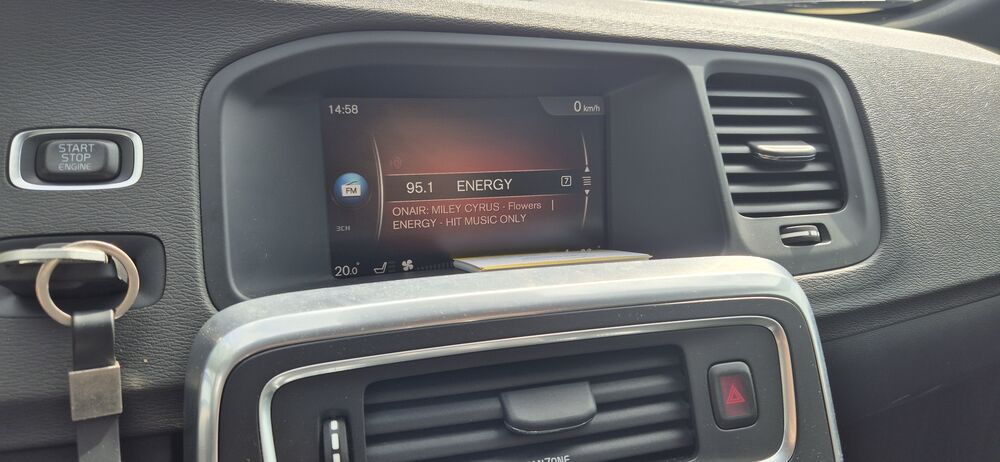 14:58
0 km/h
START
STOP
ENGINE
FM
95.1 ENERGY 7
ONAIR: MILEY CYRUS - Flowers |
ENERGY - HIT MUSIC ONLY
3CH
20.0°